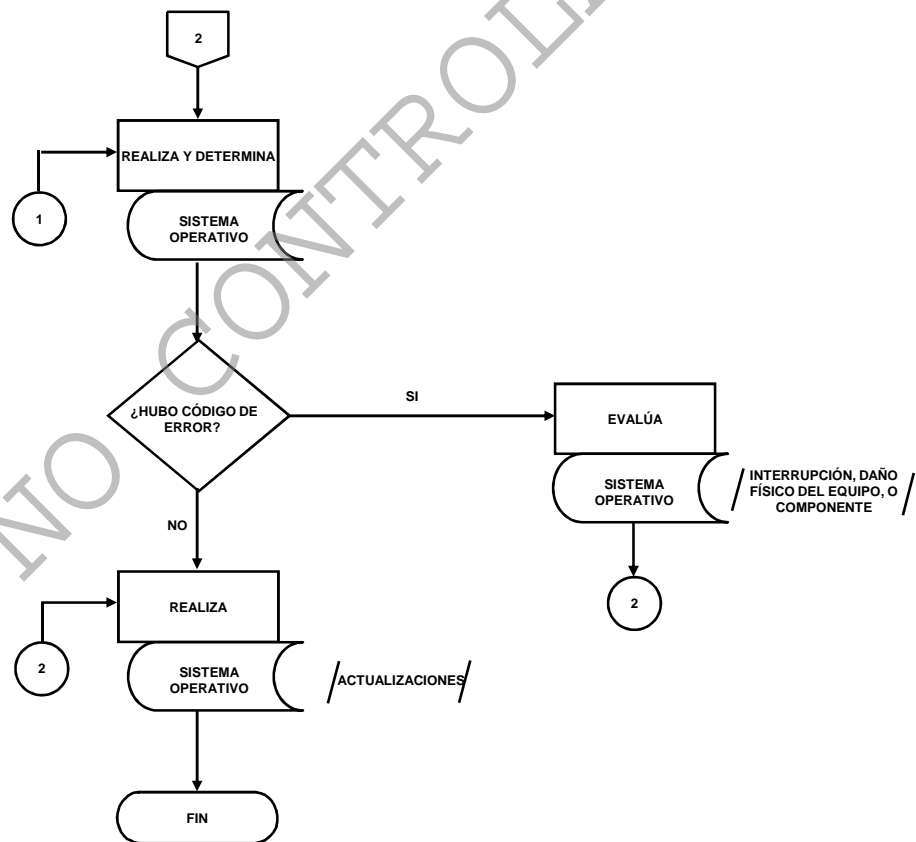 2
REALIZA Y DETERMINA
1
SISTEMA
OPERATIVO
¿HUBO CÓDIGO DE
ERROR?
SI
EVALÚA
SISTEMA
OPERATIVO
/INTERRUPCIÓN, DAÑO
FÍSICO DEL EQUIPO, O
COMPONENTE /
2
NO
REALIZA
2
SISTEMA
OPERATIVO
/ACTUALIZACIONES/
FIN
NO CONTROL